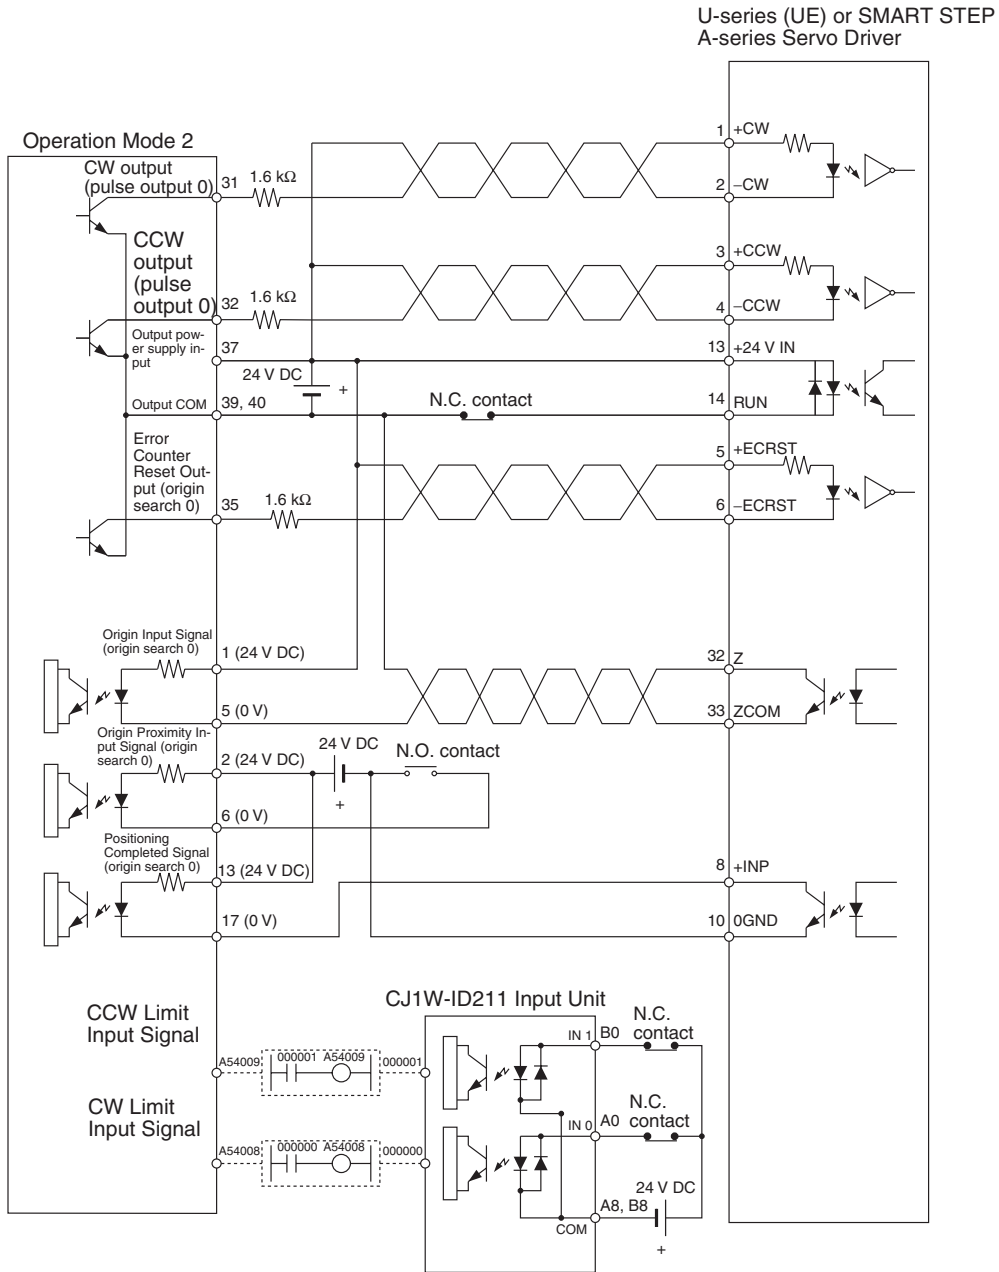 U-series (UE) or SMART STEP
A-series Servo Driver
Operation Mode 2
CW output
(pulse output 0)
31
1.6 kΩ
1
+CW
2
−CW
CCW
output
(pulse
output 0)
32
1.6 kΩ
3
+CCW
4
−CCW
Output pow-
er supply in-
put
37
24 V DC
+
13
+24 V IN
Output COM
39, 40
N.C. contact
14
RUN
Error
Counter
Reset Out-
put (origin
search 0)
35
1.6 kΩ
5
+ECRST
6
−ECRST
Origin Input Signal
(origin search 0)
1 (24 V DC)
5 (0 V)
32
Z
33
ZCOM
Origin Proximity In-
put Signal (origin
search 0)
2 (24 V DC)
24 V DC
+
N.O. contact
6 (0 V)
Positioning
Completed Signal
(origin search 0)
13 (24 V DC)
17 (0 V)
8
+INP
10
0GND
CJ1W-ID211 Input Unit
CCW Limit
Input Signal
A54009
000001
A54009
000001
IN 1
B0
N.C.
contact
CW Limit
Input Signal
A54008
000000
A54008
000000
IN 0
A0
N.C.
contact
COM
A8, B8
24 V DC
+